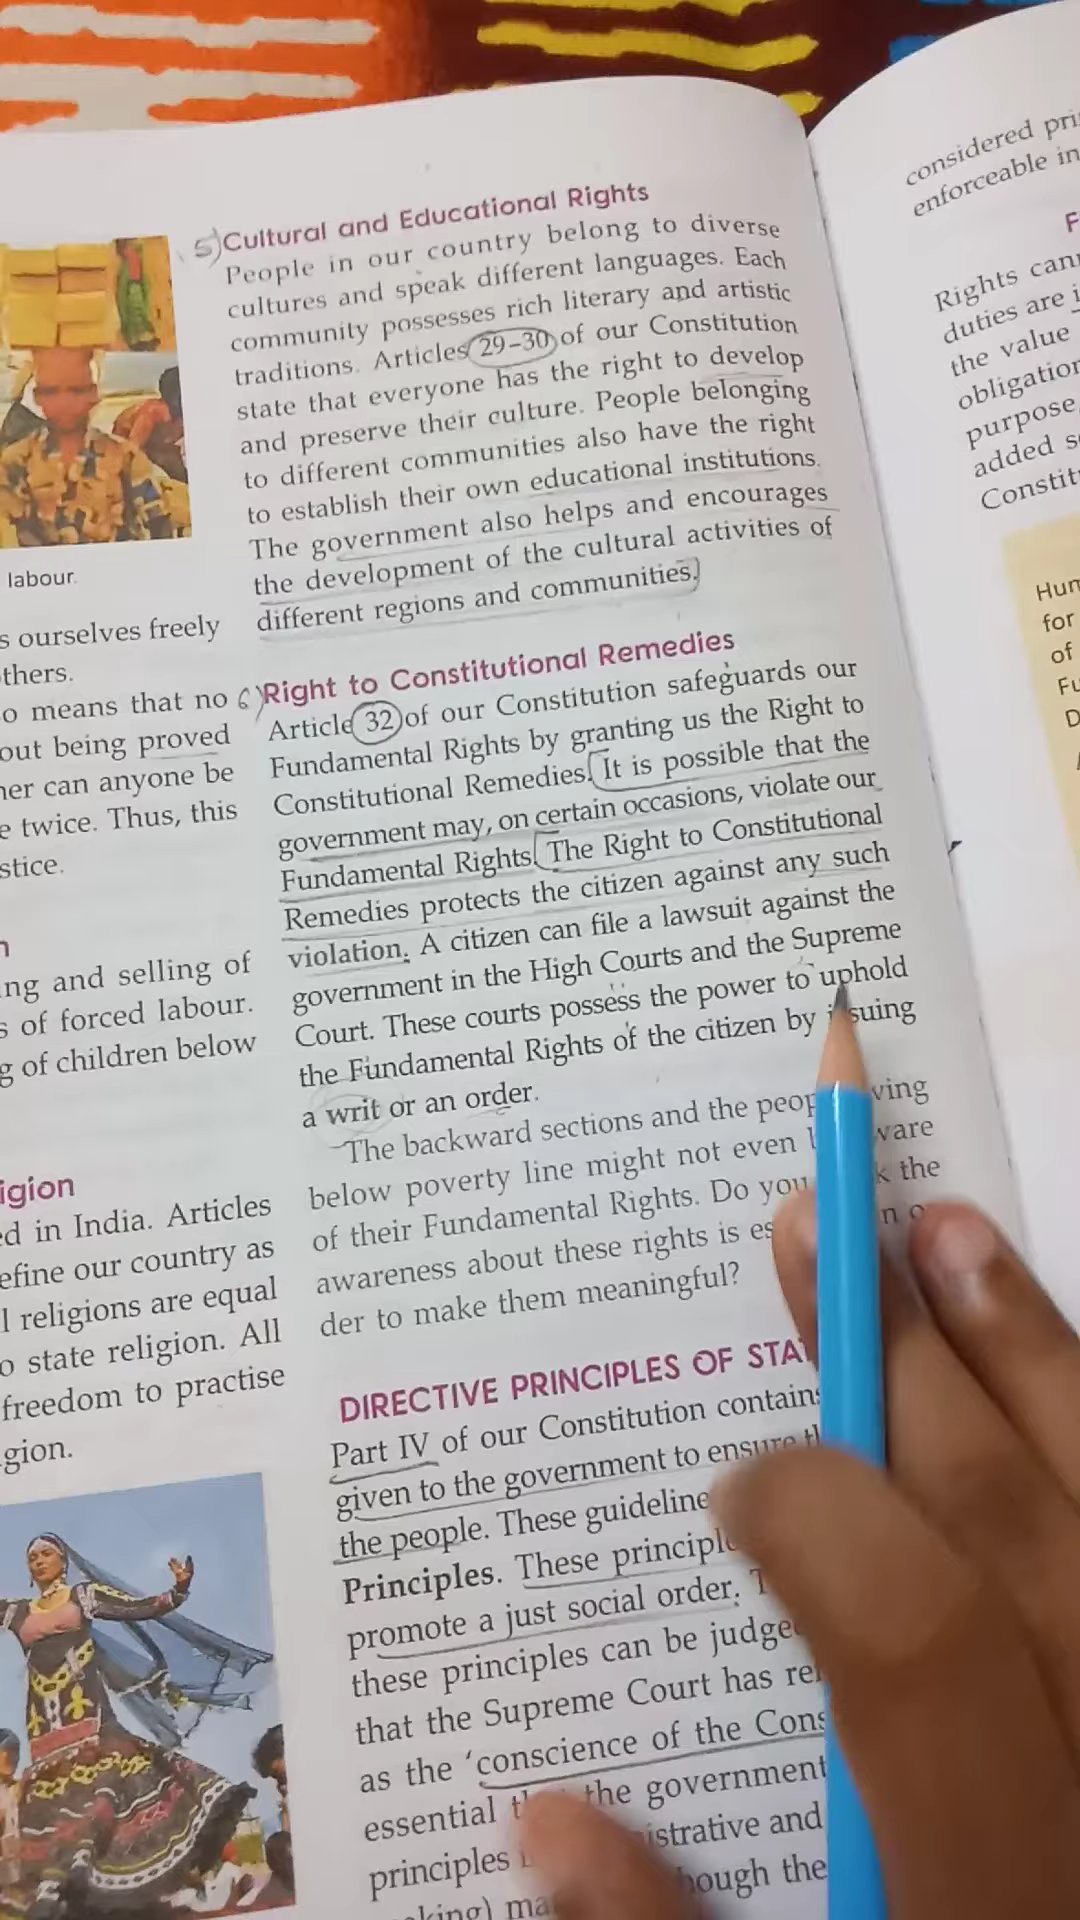 labour.
s ourselves freely
thers.
o means that no
out being proved
er can anyone be
e twice. Thus, this
stice.
ng and selling of
s of forced labour.
g of children below
igion
ed in India. Articles
efine our country as
l religions are equal
o state religion. All
freedom to practise
gion.
5) Cultural and Educational Rights
People in our country belong to diverse
cultures and speak different languages. Each
community possesses rich literary and artistic
traditions. Articles 29–30 of our Constitution
state that everyone has the right to develop
and preserve their culture. People belonging
to different communities also have the right
to establish their own educational institutions.
The government also helps and encourages
the development of the cultural activities of
different regions and communities.
6) Right to Constitutional Remedies
Article 32 of our Constitution safeguards our
Fundamental Rights by granting us the Right to
Constitutional Remedies. It is possible that the
government may, on certain occasions, violate our
Fundamental Rights. The Right to Constitutional
Remedies protects the citizen against any such
violation. A citizen can file a lawsuit against the
government in the High Courts and the Supreme
Court. These courts possess the power to uphold
the Fundamental Rights of the citizen by issuing
a writ or an order.
The backward sections and the peop ving
below poverty line might not even ware
of their Fundamental Rights. Do you k the
awareness about these rights is es n o
der to make them meaningful?
DIRECTIVE PRINCIPLES OF STA
Part IV of our Constitution contains
given to the government to ensure t
the people. These guideline
Principles. These principle
promote a just social order. T
these principles can be judge
that the Supreme Court has re
as the ‘conscience of the Cons
essential the government
principles i istrative and
king) ma hough the
considered pri
enforceable in
F
Rights can
duties are i
the value
obligation
purpose,
added s
Constit
Hum
for
of
Fu
D